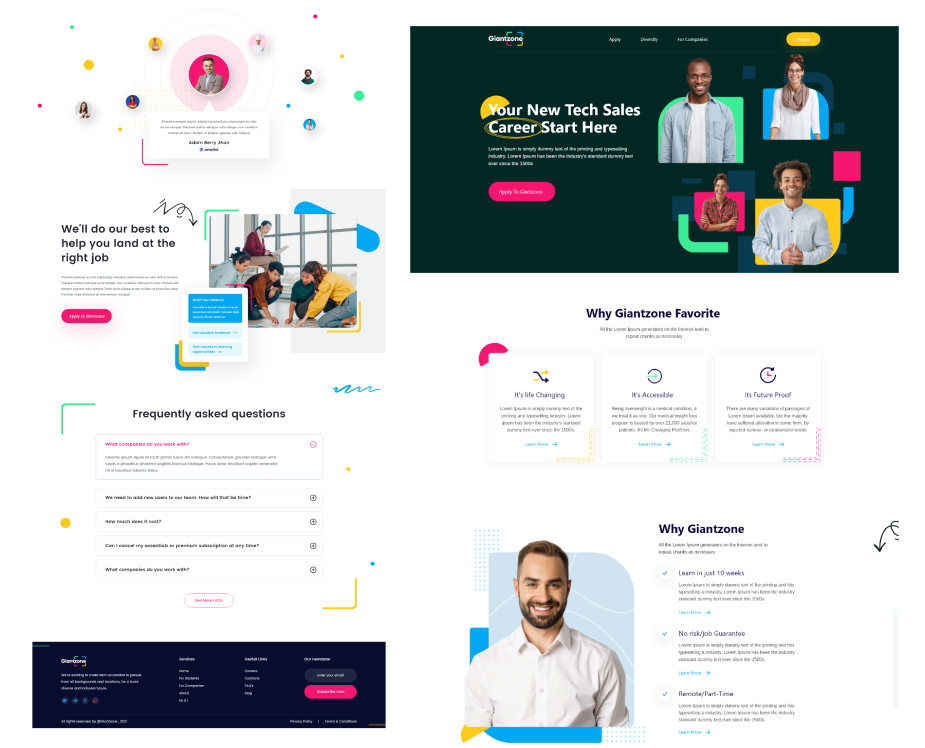 Adam Berry Jhon
We'll do our best to
help you land at the
right job
Apply to Giantzone
Build Your Network
Get valuable feedback
Gain access to learning
opportunities
Frequently asked questions
What companies do you work with?
We need to add new users to our team. How will that be time?
How much does it cost?
Can I cancel my essentials or premium subscription at any time?
What companies do you work with?
See More FAQs
Giantzone
We're working to make tech accessible to people
from all backgrounds and locations, for a more
diverse and inclusive future.
Services
Home
For Students
For Companies
About
DE & I
Usefull Links
Careers
Contacts
FAQs
Blog
Our newsletter
enter your email
Subscribe now
All rights reserved by @Giantzone, 2021
Privacy Policy | Terms & Conditions
Giantzone
Apply
Diversity
For Companies
Your New Tech Sales
Career Start Here
Lorem Ipsum is simply dummy text of the printing and typesetting
industry. Lorem Ipsum has been the industry's standard dummy text
ever since the 1500s
Apply To Giantzone
Why Giantzone Favorite
All the Lorem Ipsum generators on the Internet tend to
repeat chunks as necessary
It's life Changing
Lorem Ipsum is simply dummy text of the
printing and typesetting industry. Lorem
Ipsum has been the industry's standard
dummy text ever since the 1500s.
Learn More
It's Accessible
Being overweight is a medical condition, &
we treat it as one. Our medical-weight loss
program is trusted by over 21,000 satisfied
patients. It's life Changing Platform.
Learn More
Its Future Proof
There are many variations of passages of
Lorem Ipsum available, but the majority
have suffered alteration in some form, by
injected humour, or randomised words
Learn More
Why Giantzone
All the Lorem Ipsum generators on the Internet tend to
repeat chunks as necessary
Learn in just 10 weeks
Lorem Ipsum is simply dummy text of the printing and this
typesetting a industry. Lorem Ipsum has been the industry
standard dummy text ever since the 1500s.
Learn More
No risk/job Guarantee
Lorem Ipsum is simply dummy text of the printing and this
typesetting a industry. Lorem Ipsum has been the industry
standard dummy text ever since the 1500s.
Learn More
Remote/Part-Time
Lorem Ipsum is simply dummy text of the printing and this
typesetting a industry. Lorem Ipsum has been the industry
standard dummy text ever since the 1500s.
Learn More